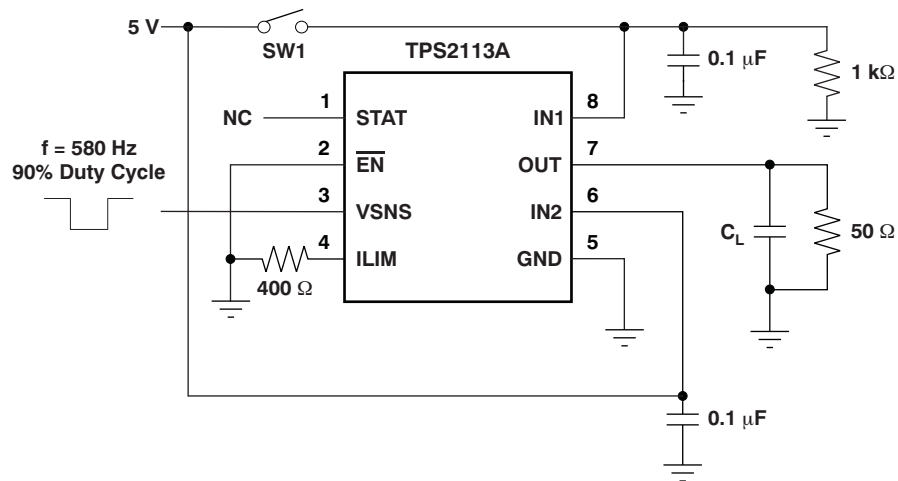 5 V
SW1
TPS2113A
0.1 μF
1 kΩ
NC
1
STAT
IN1
8
f = 580 Hz
90% Duty Cycle
2
EN
OUT
7
3
VSNS
IN2
6
4
ILIM
GND
5
400 Ω
CL
50 Ω
0.1 μF